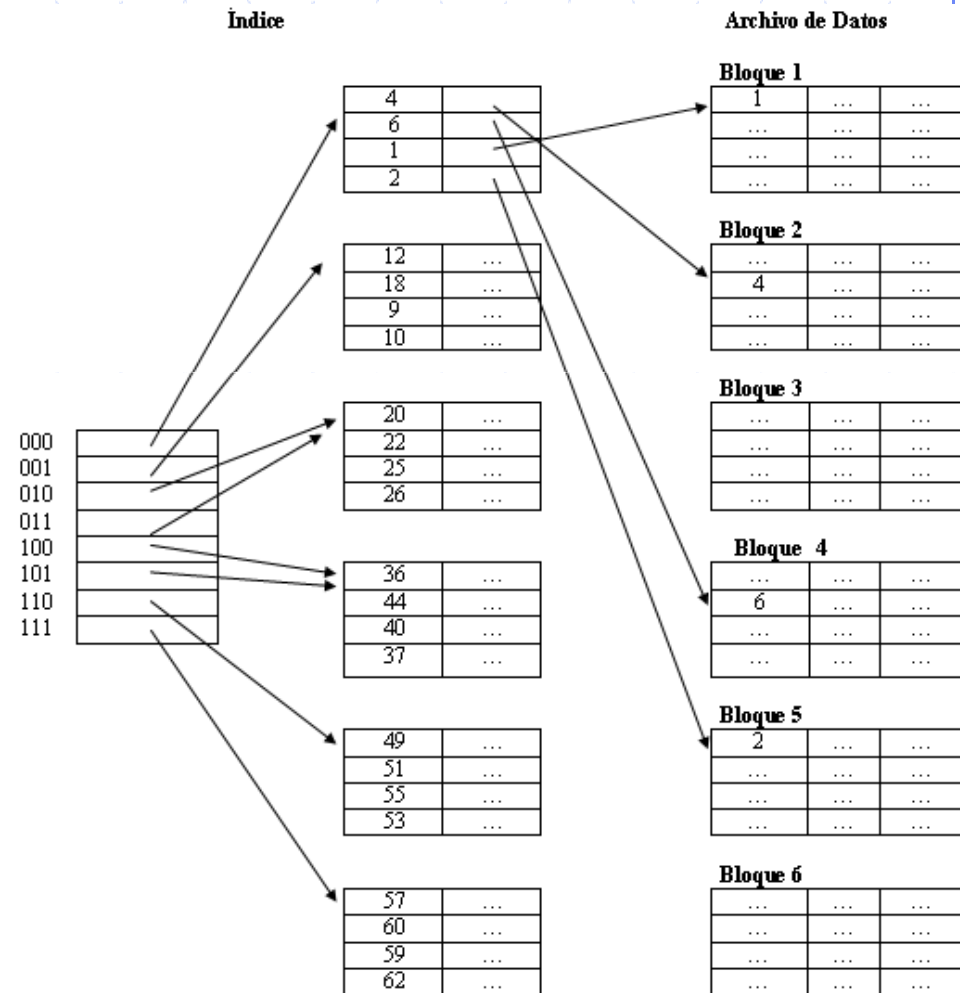 Índice
Archivo de Datos
000
001
010
011
100
101
110
111
4
6
1
2
12 ...
18 ...
9 ...
10 ...
20 ...
22 ...
25 ...
26 ...
36 ...
44 ...
40 ...
37 ...
49 ...
51 ...
55 ...
53 ...
57 ...
60 ...
59 ...
62 ...
Bloque 1
1 ... ...
... ... ...
... ... ...
... ... ...
Bloque 2
... ... ...
4 ... ...
... ... ...
... ... ...
Bloque 3
... ... ...
... ... ...
... ... ...
... ... ...
Bloque 4
... ... ...
6 ... ...
... ... ...
... ... ...
Bloque 5
2 ... ...
... ... ...
... ... ...
... ... ...
Bloque 6
... ... ...
... ... ...
... ... ...
... ... ...